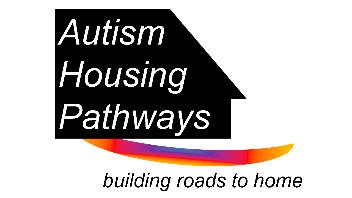 Autism
Housing
Pathways
building roads to home